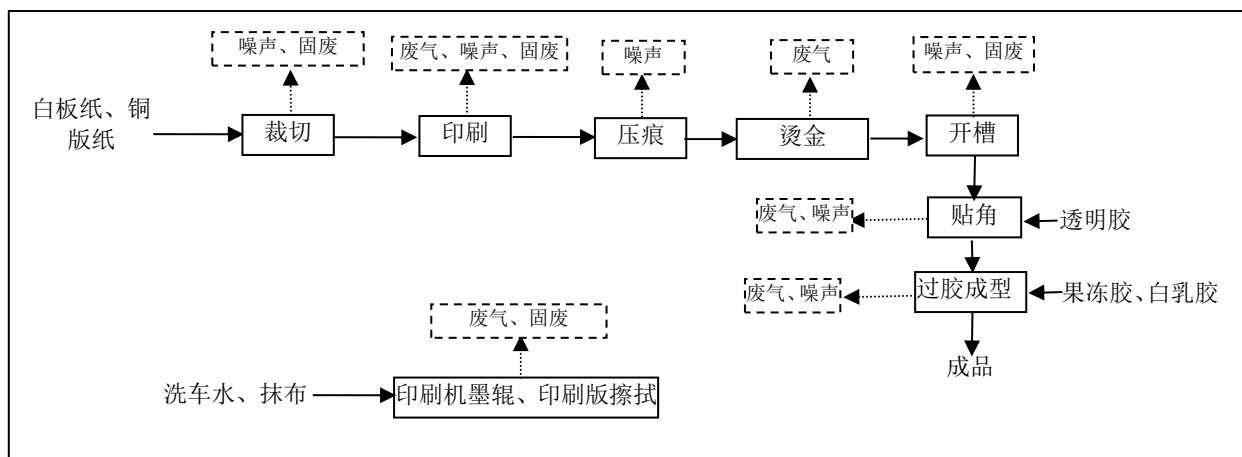 噪声、固废
废气、噪声、固废
噪声
废气
噪声、固废
白板纸、铜
版纸
裁切
印刷
压痕
烫金
开槽
废气、噪声
贴角
透明胶
废气、噪声
过胶成型
果冻胶、白乳胶
废气、固废
成品
洗车水、抹布
印刷机墨辊、印刷版擦拭